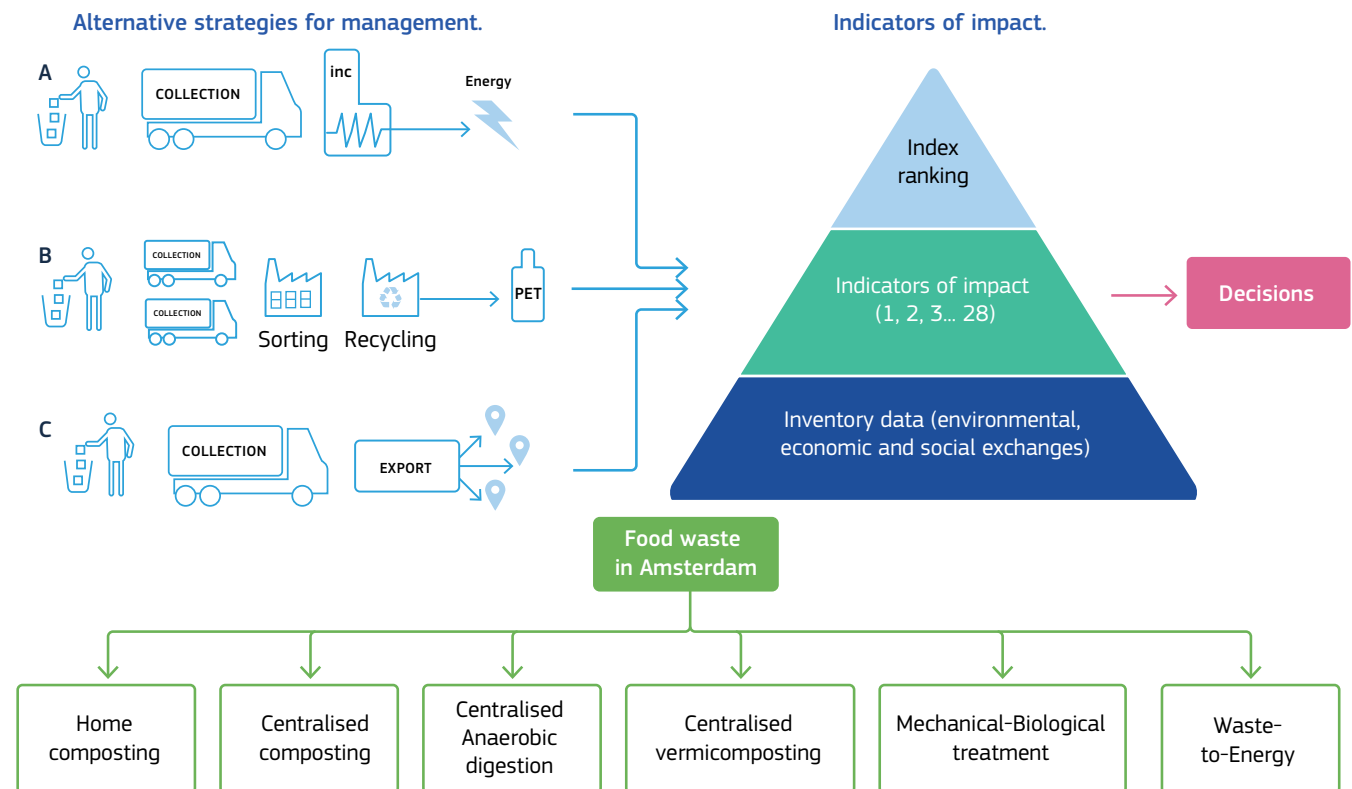 Alternative strategies for management.
Indicators of impact.
A
COLLECTION
inc
Energy
B
COLLECTION
COLLECTION
Sorting
Recycling
PET
C
COLLECTION
EXPORT
Index
ranking
Indicators of impact
(1, 2, 3... 28)
Inventory data (environmental,
economic and social exchanges)
Decisions
Food waste
in Amsterdam
Home
composting
Centralised
composting
Centralised
Anaerobic
digestion
Centralised
vermicomposting
Mechanical-Biological
treatment
Waste-
to-Energy